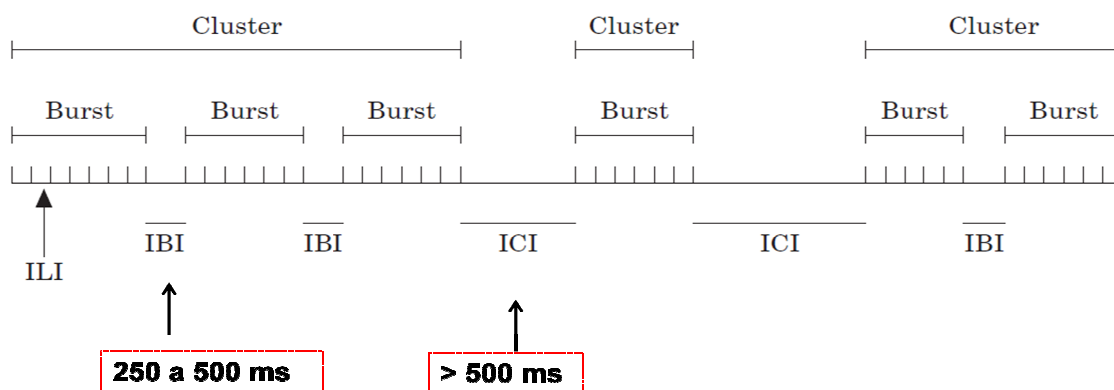 Cluster Cluster Cluster
Burst Burst Burst Burst Burst Burst
IBI IBI ICI ICI IBI
ILI
250 a 500 ms > 500 ms